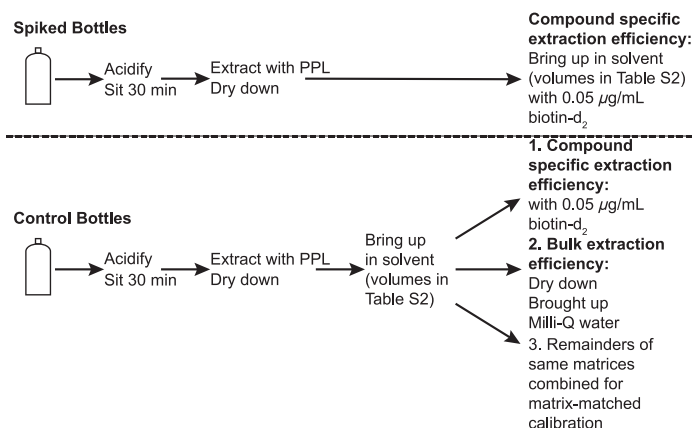 Spiked Bottles
Acidify
Sit 30 min
Extract with PPL
Dry down
Compound specific
extraction efficiency:
Bring up in solvent
(volumes in Table S2)
with 0.05 µg/mL
biotin-d₂
Control Bottles
Acidify
Sit 30 min
Extract with PPL
Dry down
Bring up
in solvent
(volumes in
Table S2)
1. Compound
specific extraction
efficiency:
with 0.05 µg/mL
biotin-d₂
2. Bulk extraction
efficiency:
Dry down
Brought up
Milli-Q water
3. Remainders of
same matrices
combined for
matrix-matched
calibration